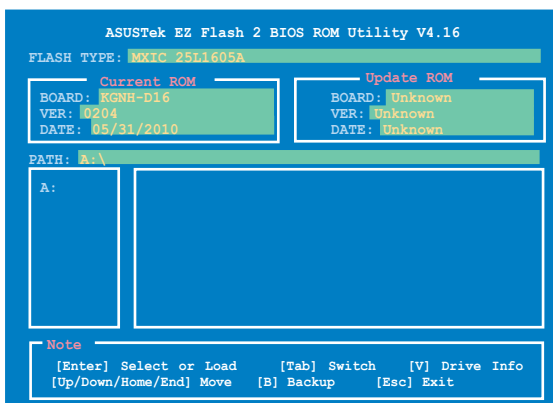 ASUSTek EZ Flash 2 BIOS ROM Utility V4.16
FLASH TYPE: MXIC 25L1605A
Current ROM
BOARD: KGNH-D16
VER: 0204
DATE: 05/31/2010
Update ROM
BOARD: Unknown
VER: Unknown
DATE: Unknown
PATH: A:\
A:
Note
[Enter] Select or Load [Tab] Switch [V] Drive Info
[Up/Down/Home/End] Move [B] Backup [Esc] Exit